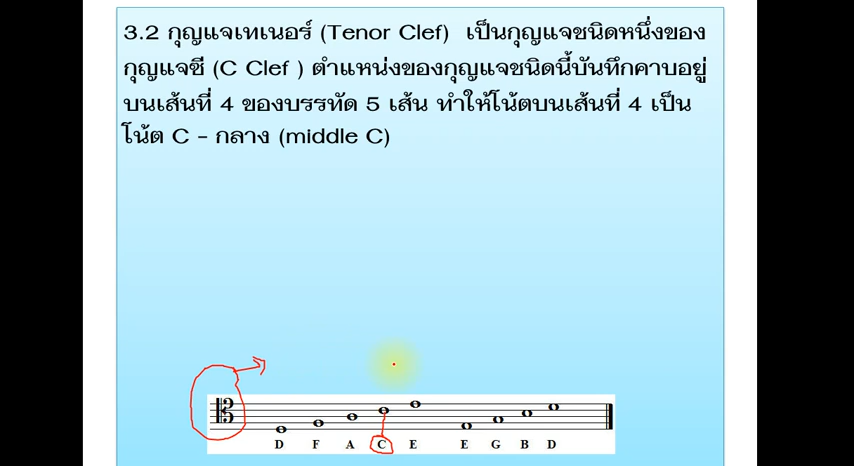 3.2 กุญแจเทเนอร์ (Tenor Clef) เป็นกุญแจชนิดหนึ่งของ
กุญแจซี (C Clef ) ตำแหน่งของกุญแจชนิดนี้บันทึกคาบอยู่
บนเส้นที่ 4 ของบรรทัด 5 เส้น ทำให้โน้ตบนเส้นที่ 4 เป็น
โน้ต C - กลาง (middle C)
D F A C E E G B D